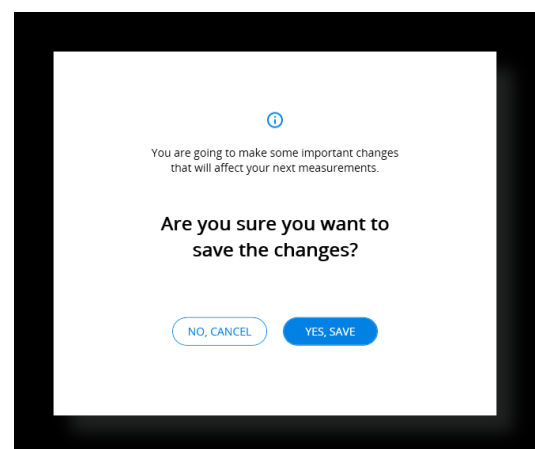 You are going to make some important changes
that will affect your next measurements.
Are you sure you want to
save the changes?
NO, CANCEL
YES, SAVE